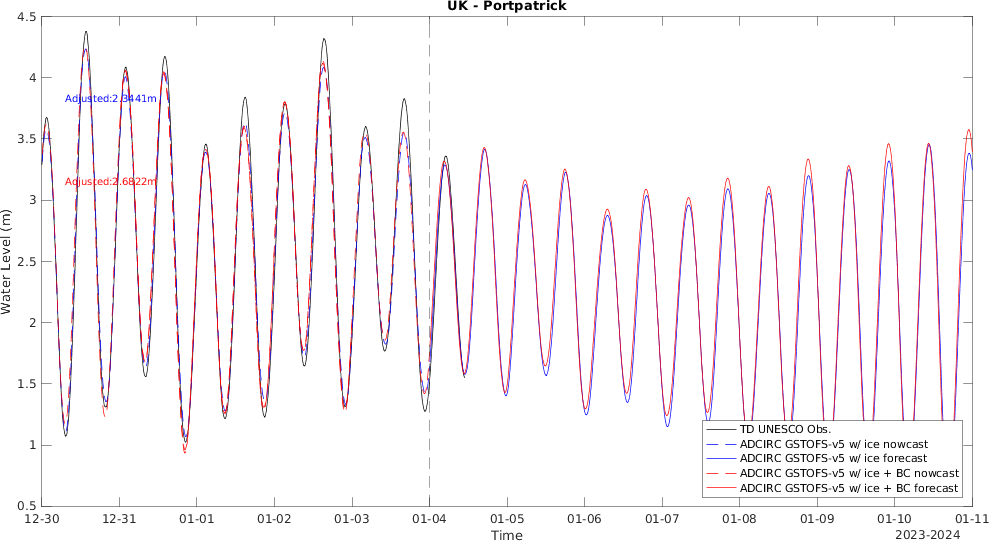 UK - Portpatrick
4.5
4
3.5
3
2.5
2
1.5
1
0.5
Water Level (m)
Adjusted:2.3441m
Adjusted:2.6822m
TD UNESCO Obs.
ADCIRC GSTOFS-v5 w/ ice nowcast
ADCIRC GSTOFS-v5 w/ ice forecast
ADCIRC GSTOFS-v5 w/ ice + BC nowcast
ADCIRC GSTOFS-v5 w/ ice + BC forecast
12-30 12-31 01-01 01-02 01-03 01-04 01-05 01-06 01-07 01-08 01-09 01-10 01-11
Time
2023-2024